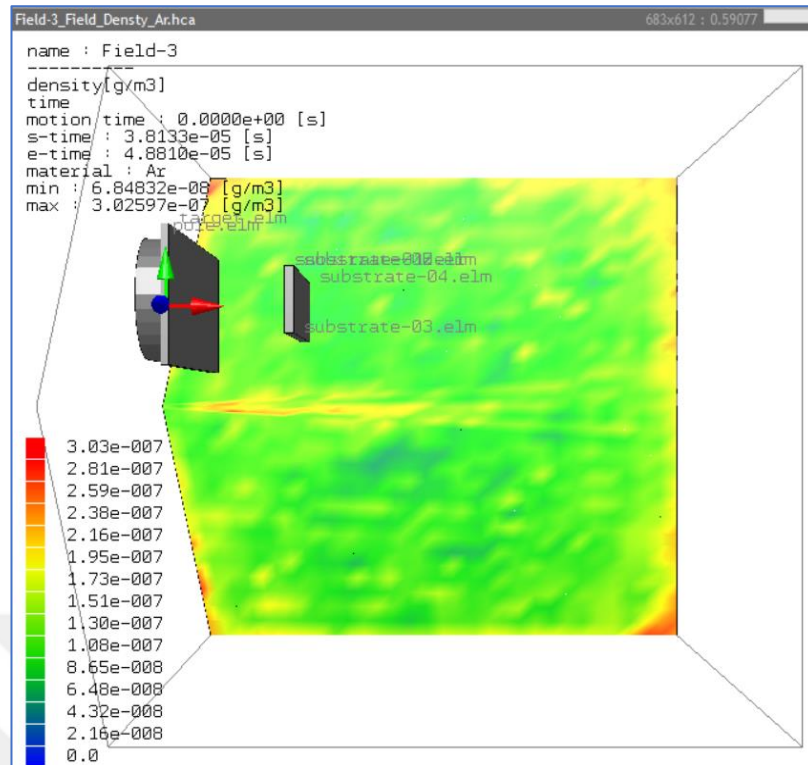 Field-3_Field_Densty_Ar.hca
683x612 : 0.59077
name : Field-3
----------
density[g/m3]
time
motion time : 0.0000e+00 [s]
s-time : 3.8133e-05 [s]
e-time : 4.8810e-05 [s]
material : Ar
min : 6.84832e-08 [g/m3]
max : 3.02597e-07 [g/m3]
target.elm
substrate-04.elm
substrate-03.elm
3.03e-007
2.81e-007
2.59e-007
2.38e-007
2.16e-007
1.95e-007
1.73e-007
1.51e-007
1.30e-007
1.08e-007
8.65e-008
6.48e-008
4.32e-008
2.16e-008
0.0